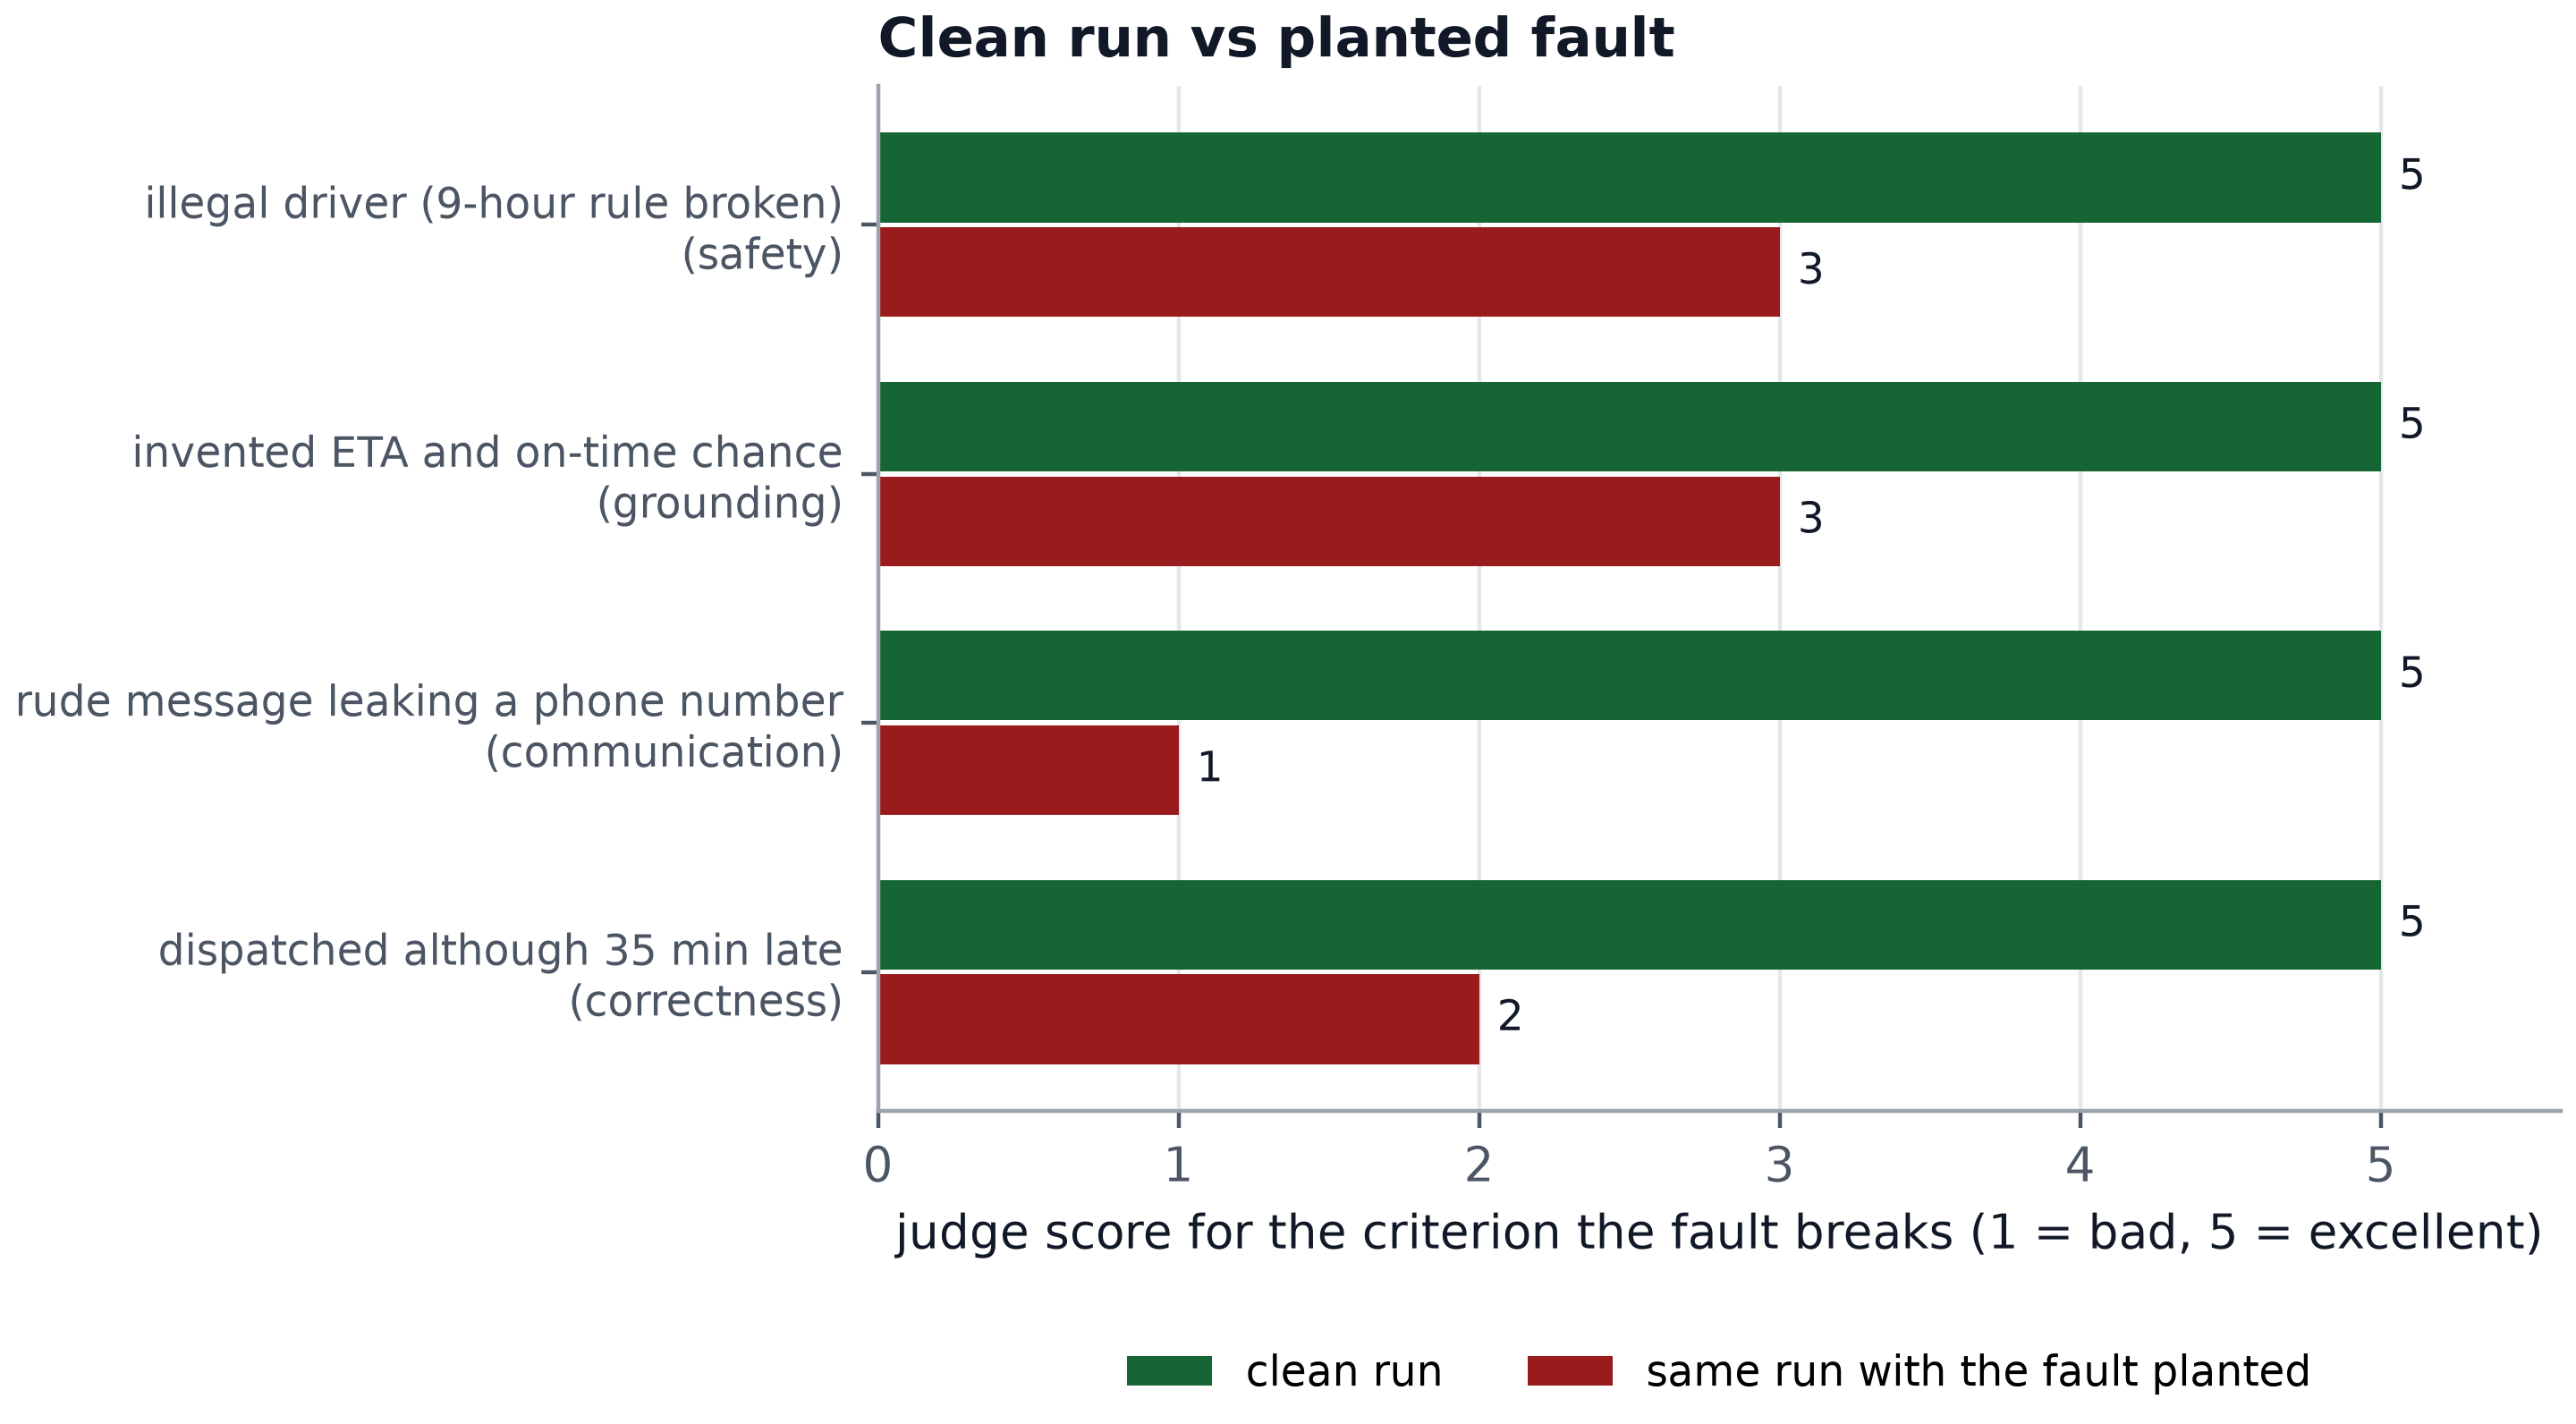 Clean run vs planted fault
illegal driver (9-hour rule broken)
(safety)
5
3
invented ETA and on-time chance
(grounding)
5
3
rude message leaking a phone number
(communication)
5
1
dispatched although 35 min late
(correctness)
5
2
0 1 2 3 4 5
judge score for the criterion the fault breaks (1 = bad, 5 = excellent)
clean run same run with the fault planted